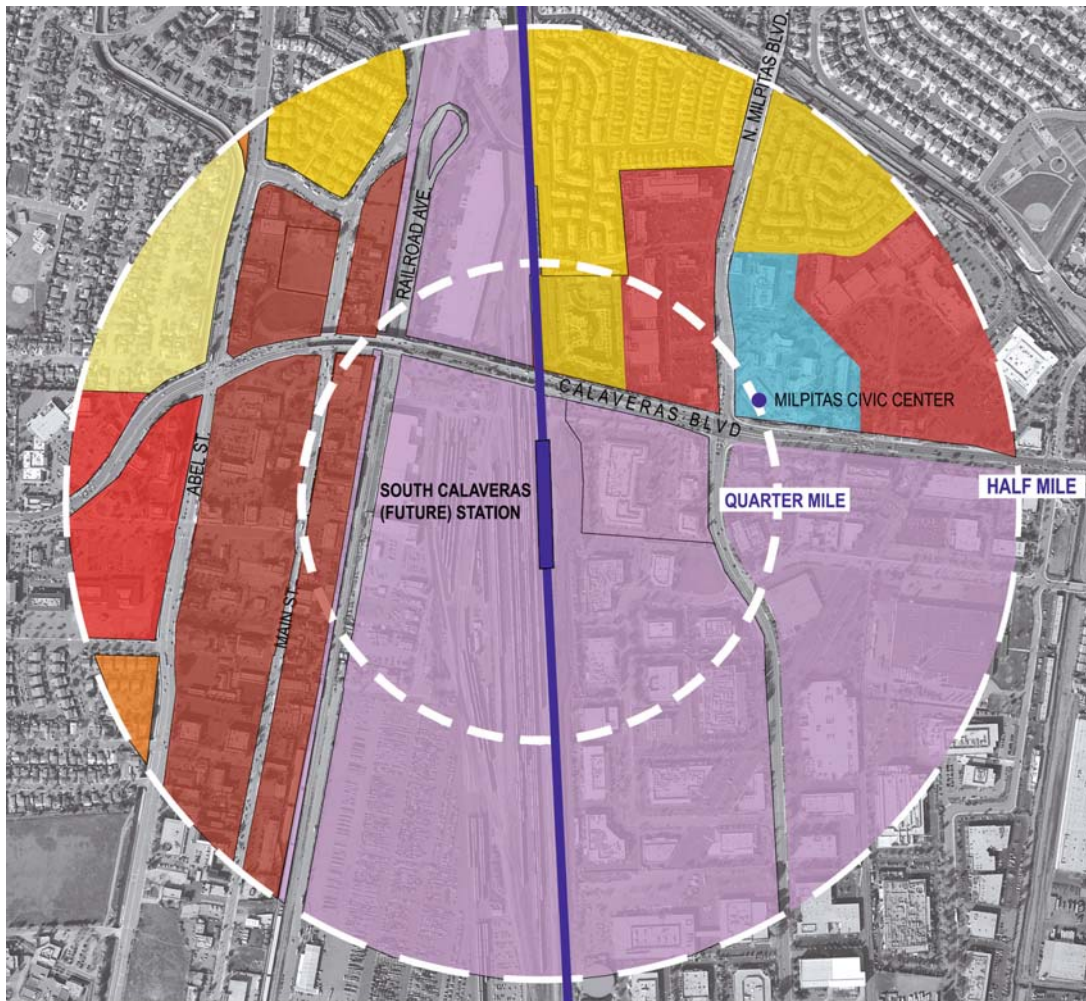 N. MILPITAS BLVD.
RAILROAD AVE.
CALAVERAS BLVD
MILPITAS CIVIC CENTER
ABEL ST.
SOUTH CALAVERAS
(FUTURE) STATION
QUARTER MILE
HALF MILE
MAIN ST.